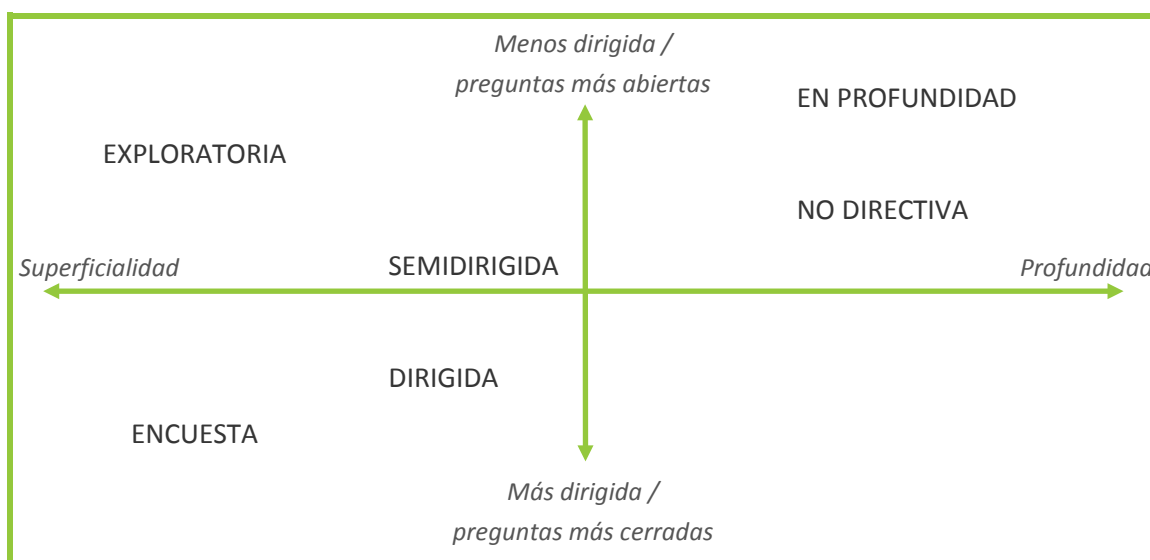 Menos dirigida /
preguntas más abiertas
EN PROFUNDIDAD
EXPLORATORIA
NO DIRECTIVA
Superficialidad
SEMIDIRIGIDA
Profundidad
DIRIGIDA
ENCUESTA
Más dirigida /
preguntas más cerradas